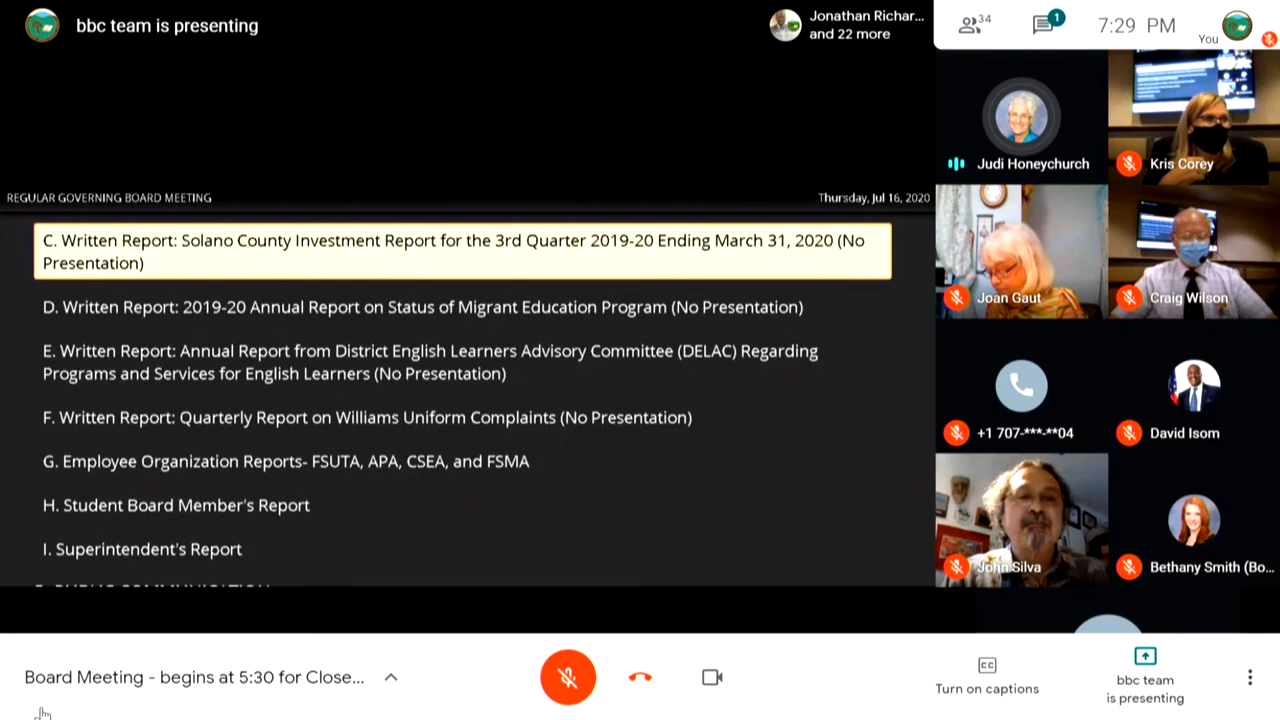 bbc team is presenting
Jonathan Richar...
and 22 more
34
1
7:29 PM
You
REGULAR GOVERNING BOARD MEETING
Thursday, Jul 16, 2020
C. Written Report: Solano County Investment Report for the 3rd Quarter 2019-20 Ending March 31, 2020 (No
Presentation)
D. Written Report: 2019-20 Annual Report on Status of Migrant Education Program (No Presentation)
E. Written Report: Annual Report from District English Learners Advisory Committee (DELAC) Regarding
Programs and Services for English Learners (No Presentation)
F. Written Report: Quarterly Report on Williams Uniform Complaints (No Presentation)
G. Employee Organization Reports- FSUTA, APA, CSEA, and FSMA
H. Student Board Member's Report
I. Superintendent's Report
Judi Honeychurch
Kris Corey
Joan Gaut
Craig Wilson
+1 707-***-**04
David Isom
John Silva
Bethany Smith (Bo...
Board Meeting - begins at 5:30 for Close...
CC
Turn on captions
bbc team
is presenting